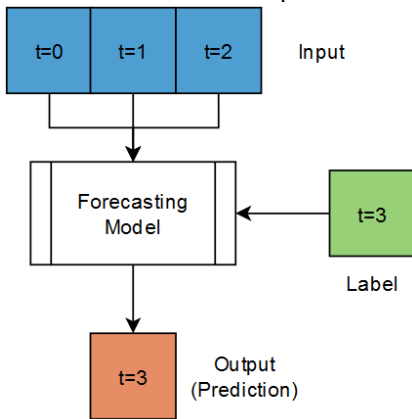 t=0 t=1 t=2 Input
Forecasting
Model
t=3
Label
t=3
Output
(Prediction)